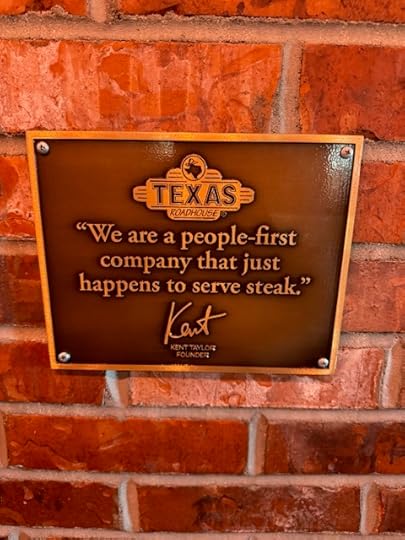 TEXAS
ROADHOUSE
“We are a people-first
company that just
happens to serve steak.”
Kent
KENT TAYLOR
FOUNDER